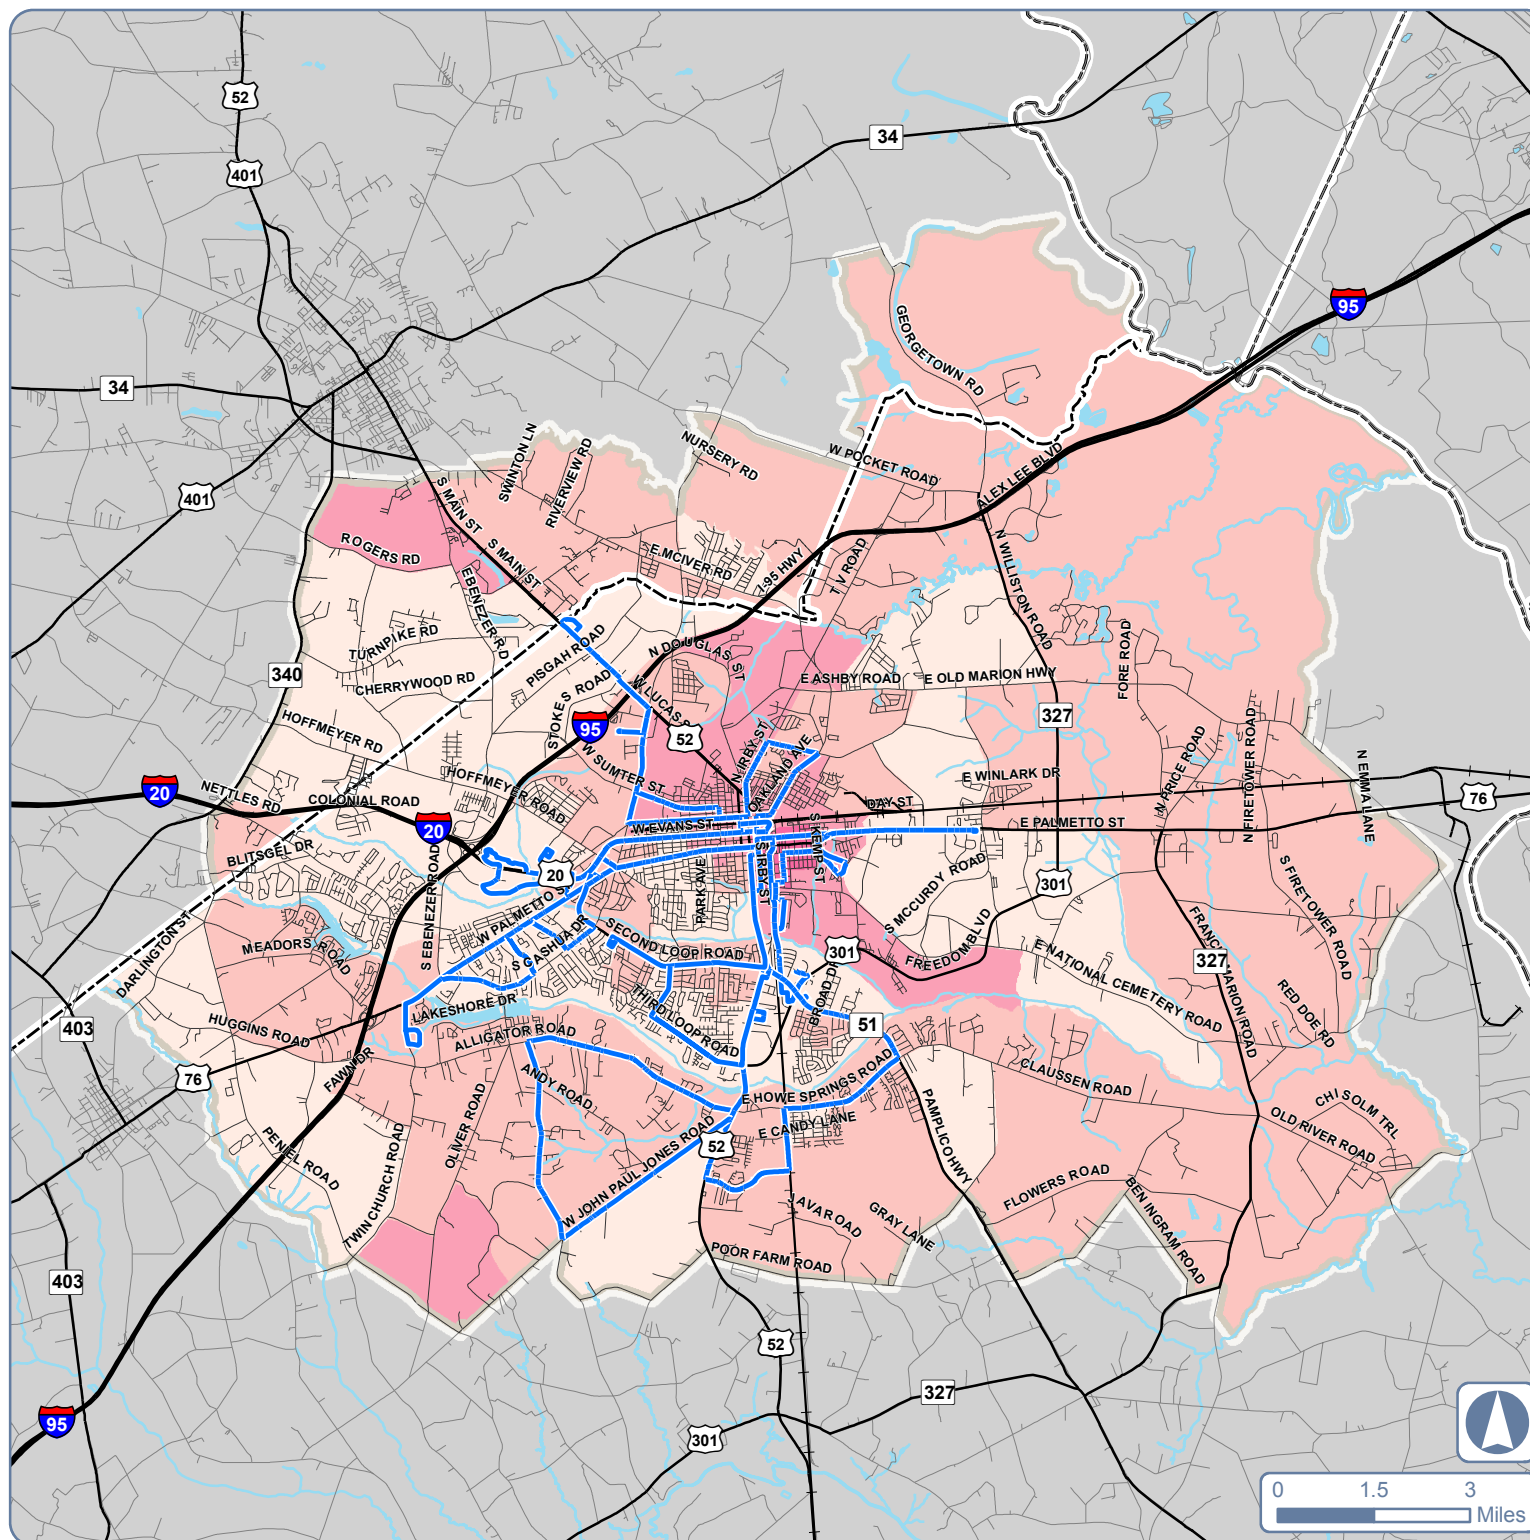 52
34
401
95
GEORGETOWN RD
34
SWINTON LN
RIVERVIEW RD
NURSERY RD
W POCKET ROAD
ALEX LEE BLVD
401
S MAIN ST
ROGERS RD
S MAIN ST
E MCIVER RD
I-95 HWY
T V ROAD
N WILLISTON ROAD
EBENEZER RD
TURNPIKE RD
PISGAH ROAD
N DOUGLAS ST
FORE ROAD
340
CHERRYWOOD RD
E ASHBY ROAD
E OLD MARION HWY
HOFFMEYER RD
STOKES ROAD
95
52
N IRBY ST
OAKLAND AVE
327
N PRICE ROAD
N FIRETOWER ROAD
N EMMA LANE
W SUMTER ST
HOFFMEYER ROAD
E WINLARK DR
20
NETTLES RD
COLONIAL ROAD
DAY ST
76
20
W EVANS ST
S KEMP ST
E PALMETTO ST
BLITSGEL DR
S EBENEZER ROAD
20
PARK AVE
S IRBY ST
S MCCURDY ROAD
301
S FIRETOWER ROAD
DARLINGTON ST
MEADORS ROAD
W PALMETTO ST
S CASHUA DR
SECOND LOOP ROAD
301
FREEDOM BLVD
E NATIONAL CEMETERY ROAD
FRANCIS MARION ROAD
327
403
HUGGINS ROAD
LAKESHORE DR
THIRD LOOP ROAD
BROAD DR
51
RED DOE RD
ALLIGATOR ROAD
76
FAWN DR
ANDY ROAD
E HOWE SPRINGS ROAD
CLAUSSEN ROAD
CHISOLM TRL
OLD RIVER ROAD
OLIVER ROAD
E CANDY LANE
PAMPLICO HWY
PENIEL ROAD
TWIN CHURCH ROAD
52
W JOHN PAUL JONES ROAD
FLOWERS ROAD
BEN INGRAM ROAD
JAVAROAD
GRAY LANE
POOR FARM ROAD
403
52
327
95
301
0 1.5 3
Miles